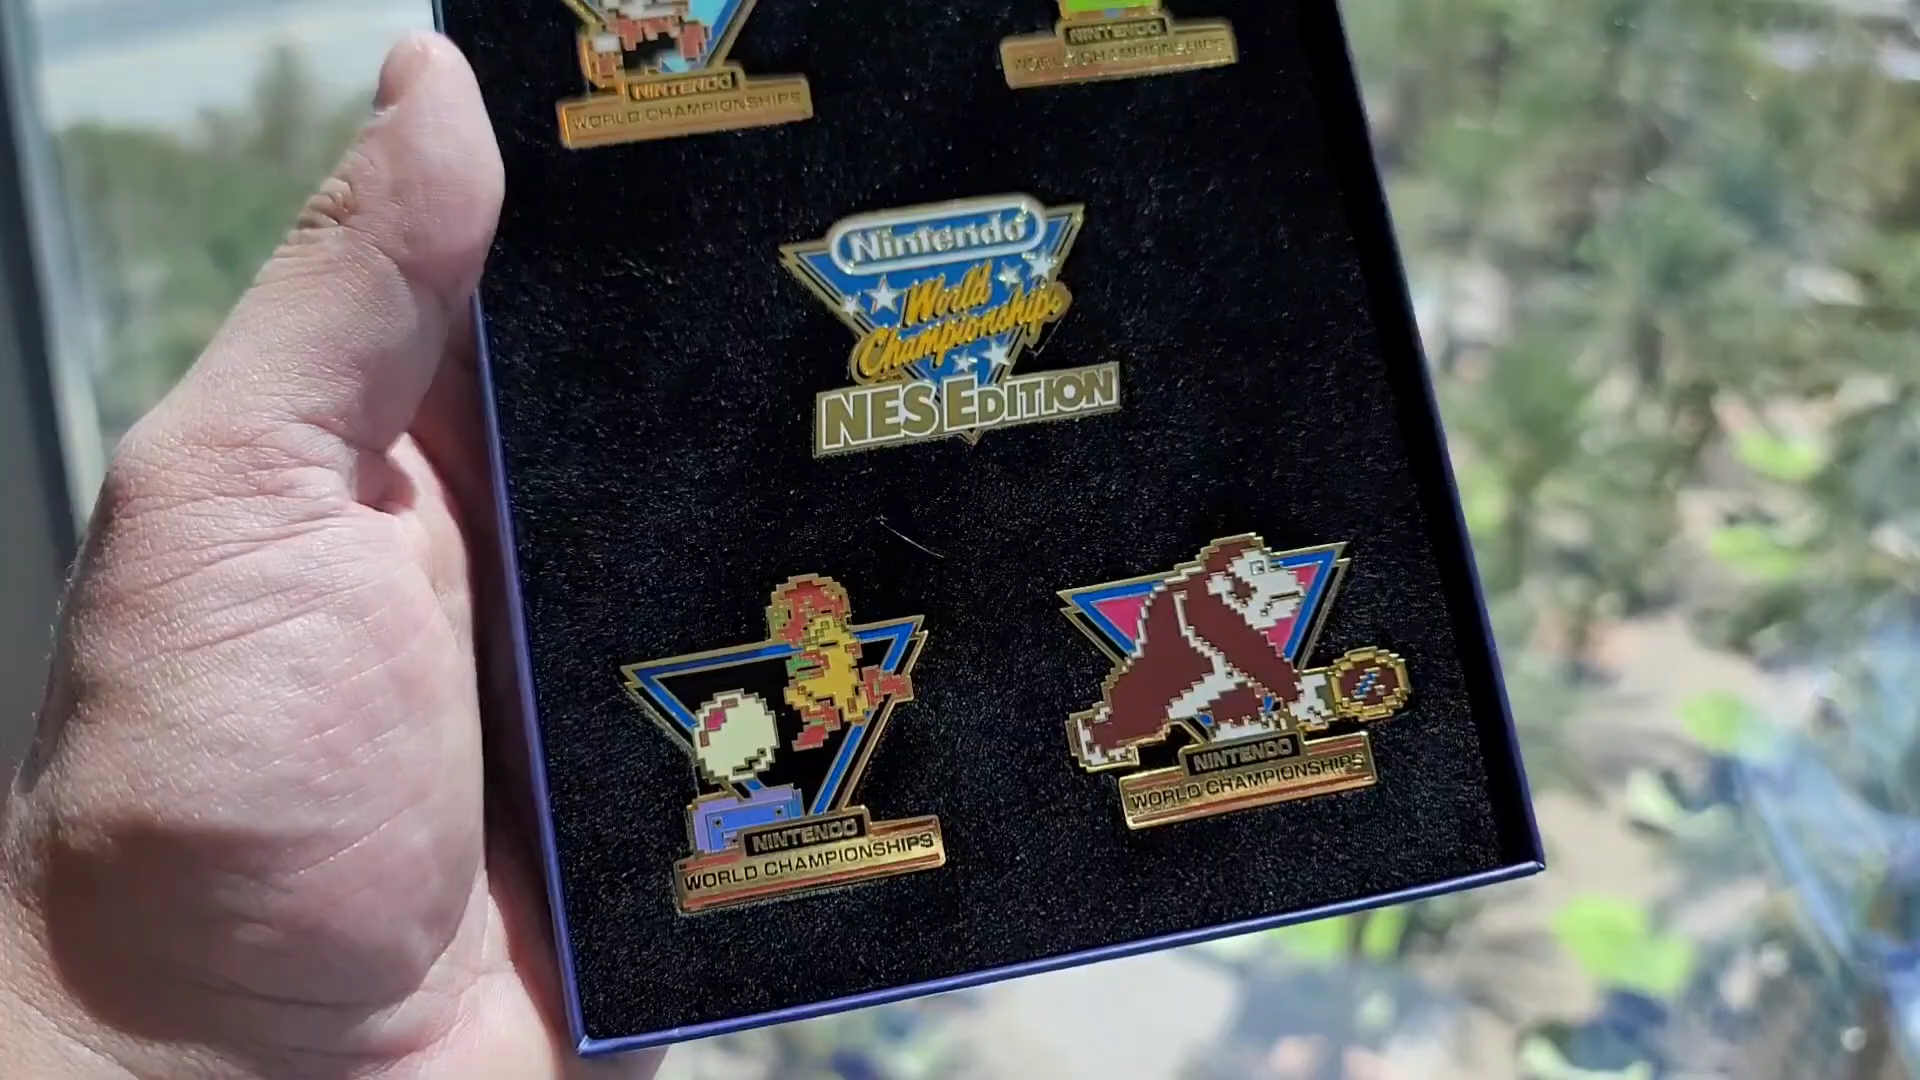 NINTENDO
WORLD CHAMPIONSHIPS
NINTENDO
WORLD CHAMPIONSHIPS
Nintendo
World
Championships
NES EDITION
NINTENDO
WORLD CHAMPIONSHIPS
NINTENDO
WORLD CHAMPIONSHIPS